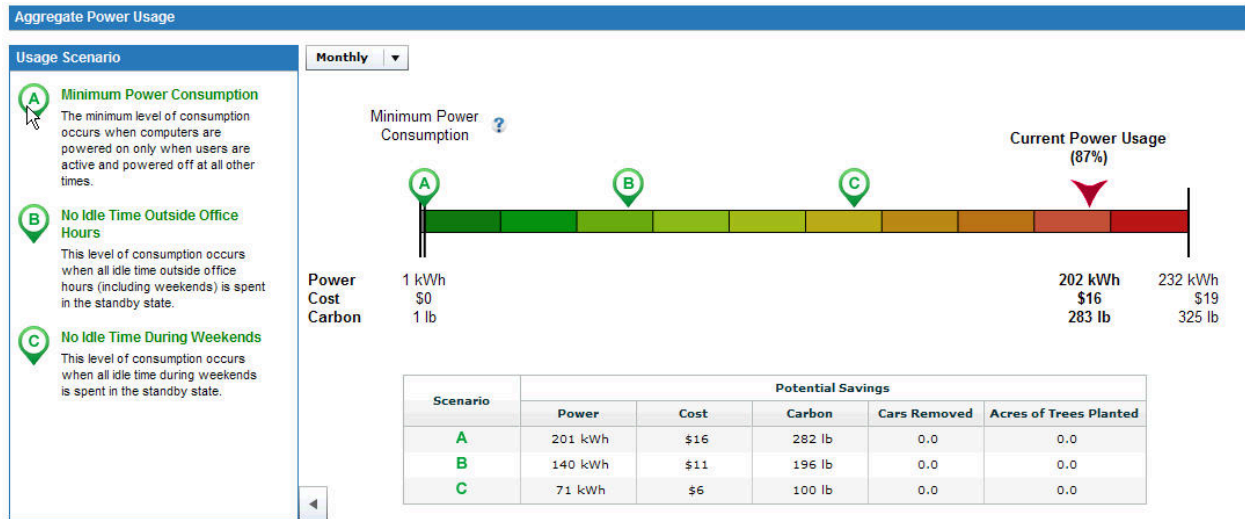 Aggregate Power Usage
Usage Scenario
A
Minimum Power Consumption
The minimum level of consumption
occurs when computers are
powered on only when users are
active and powered off at all other
times.
B
No Idle Time Outside Office
Hours
This level of consumption occurs
when all idle time outside office
hours (including weekends) is spent
in the standby state.
C
No Idle Time During Weekends
This level of consumption occurs
when all idle time during weekends
is spent in the standby state.
Monthly
Minimum Power
Consumption
?
Current Power Usage
(87%)
A B C
Power 1 kWh 202 kWh 232 kWh
Cost $0 $16 $19
Carbon 1 lb 283 lb 325 lb
Scenario Potential Savings
Power Cost Carbon Cars Removed Acres of Trees Planted
A 201 kWh $16 282 lb 0.0 0.0
B 140 kWh $11 196 lb 0.0 0.0
C 71 kWh $6 100 lb 0.0 0.0